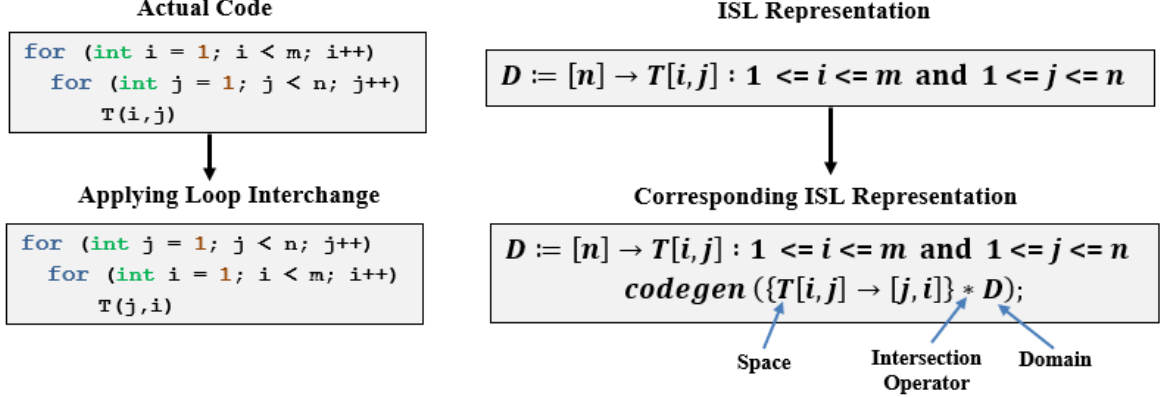 Actual Code
for (int i = 1; i < m; i++)
for (int j = 1; j < n; j++)
T(i,j)
Applying Loop Interchange
for (int j = 1; j < n; j++)
for (int i = 1; i < m; i++)
T(j,i)
ISL Representation
D := [n] → T[i, j] : 1 <= i <= m and 1 <= j <= n
Corresponding ISL Representation
D := [n] → T[i, j] : 1 <= i <= m and 1 <= j <= n
codegen ({T[i, j] → [j, i]} * D);
Space
Intersection
Operator
Domain